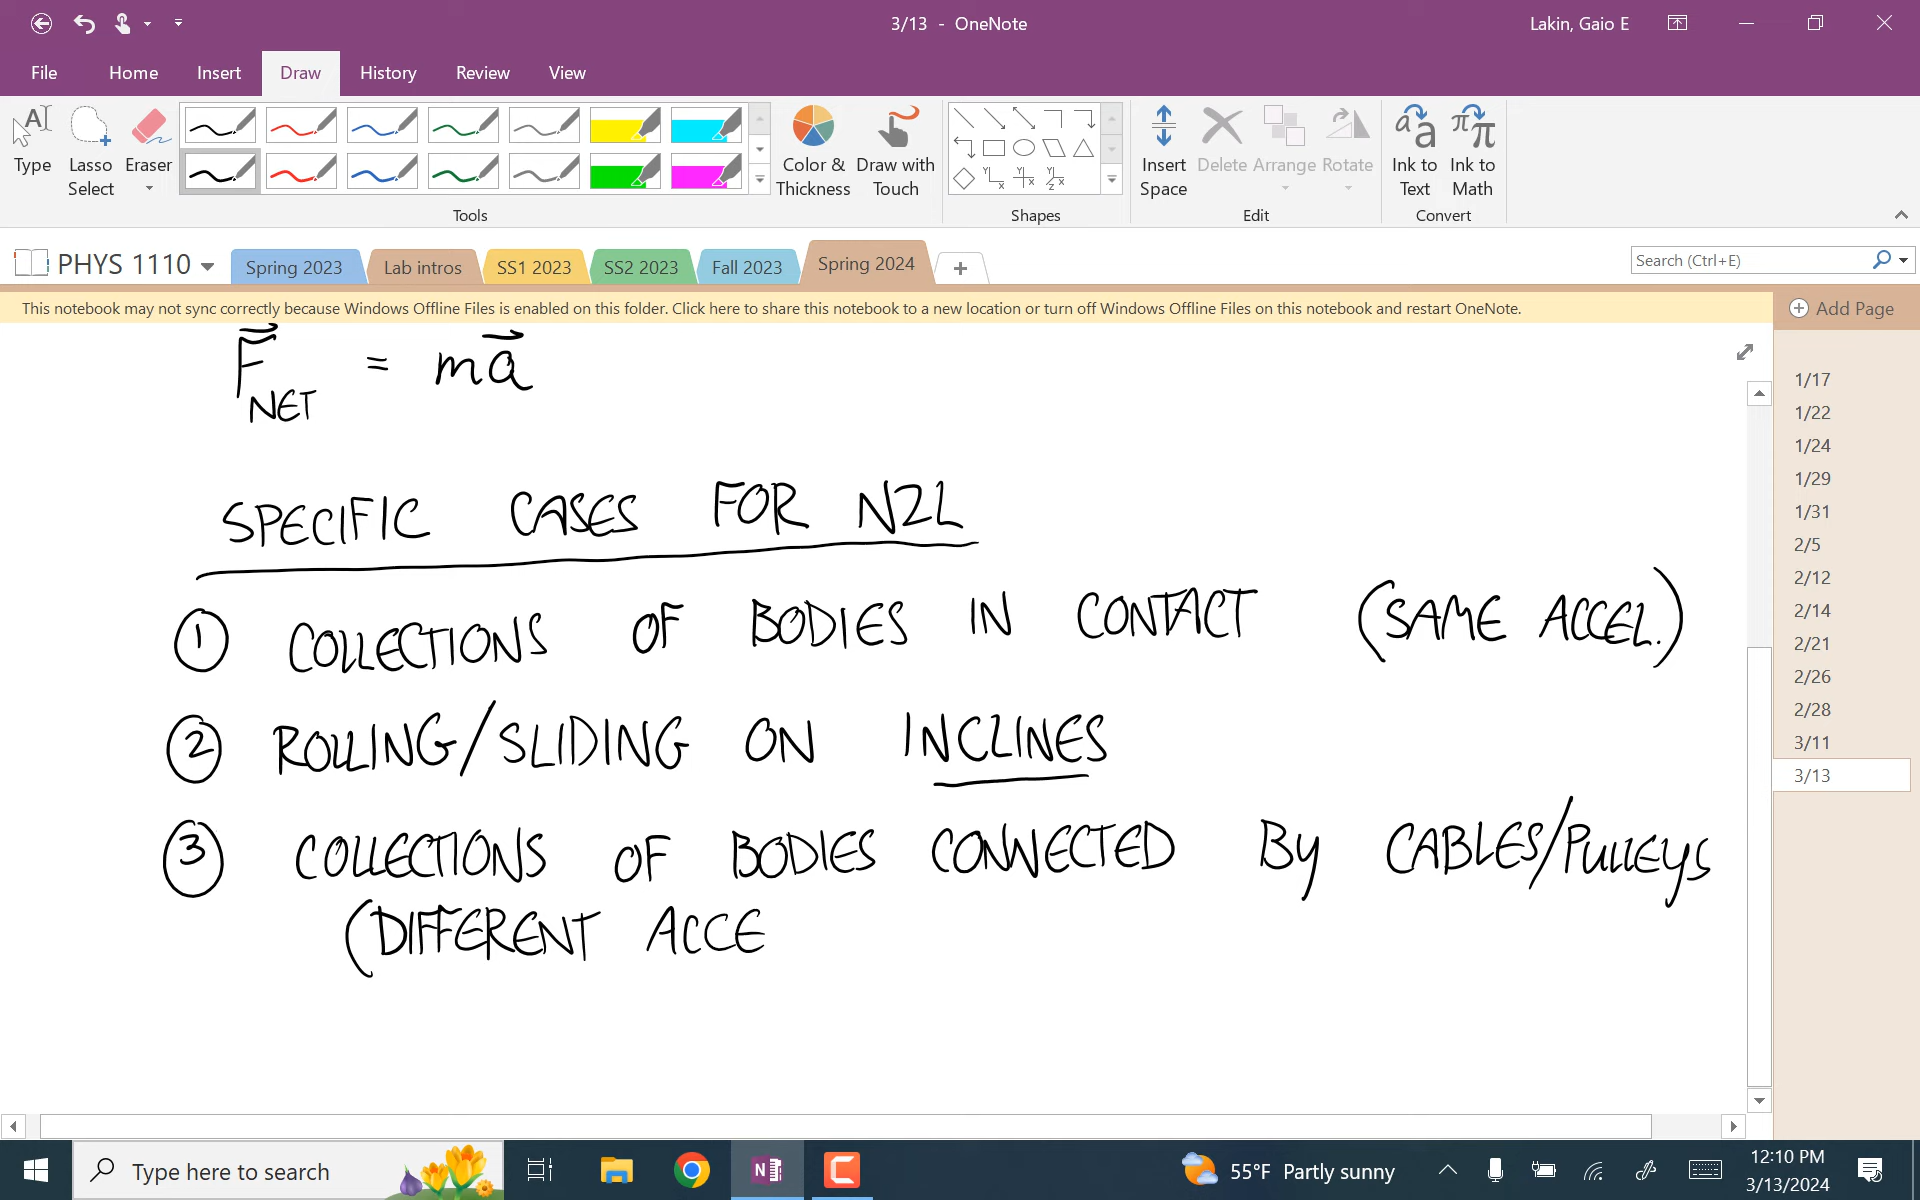 3/13 - OneNote
Lakin, Gaio E
File Home Insert Draw History Review View
Type
Lasso Select
Eraser
Color & Thickness
Draw with Touch
Insert Space
Delete
Arrange
Rotate
Ink to Text
Ink to Math
Tools Shapes Edit Convert
PHYS 1110 Spring 2023 Lab intros SS1 2023 SS2 2023 Fall 2023 Spring 2024
Search (Ctrl+E)
This notebook may not sync correctly because Windows Offline Files is enabled on this folder. Click here to share this notebook to a new location or turn off Windows Offline Files on this notebook and restart OneNote.
Add Page
F NET = ma
SPECIFIC CASES FOR N2L
① COLLECTIONS OF BODIES IN CONTACT (SAME ACCEL.)
② ROLLING/SLIDING ON INCLINES
③ COLLECTIONS OF BODIES CONNECTED BY CABLES/PULLEYS
(DIFFERENT ACCE
1/17
1/22
1/24
1/29
1/31
2/5
2/12
2/14
2/21
2/26
2/28
3/11
3/13
Type here to search
55°F Partly sunny
12:10 PM
3/13/2024